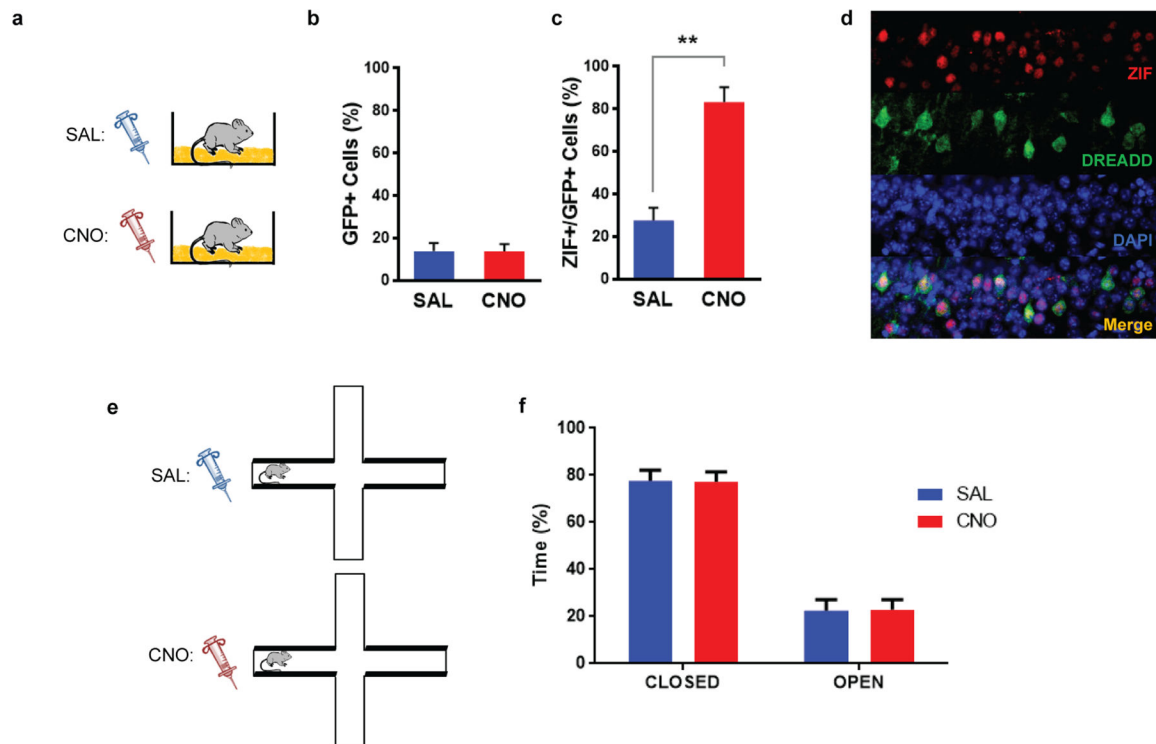 a
SAL:
CNO:
b
GFP+ Cells (%)
100
80
60
40
20
0
SAL CNO
c
**
ZIF+/GFP+ Cells (%)
100
80
60
40
20
0
SAL CNO
d
ZIF
DREADD
DAPI
Merge
e
SAL:
CNO:
f
Time (%)
100
80
60
40
20
0
CLOSED OPEN
SAL
CNO